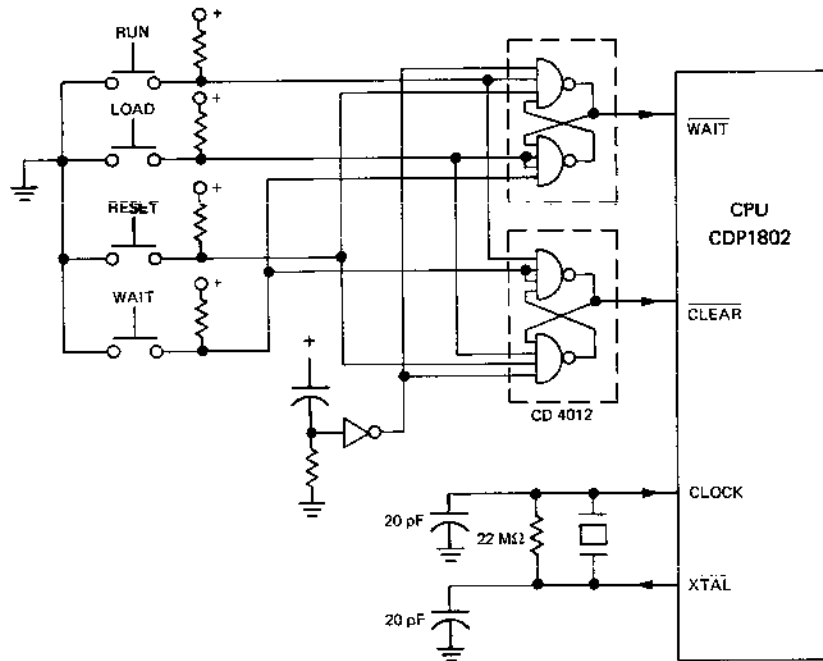 RUN
+
LOAD
+
RESET
+
WAIT
+
+
WAIT
CPU
CDP1802
CLEAR
CD 4012
CLOCK
20 pF
22 MΩ
XTAL
20 pF